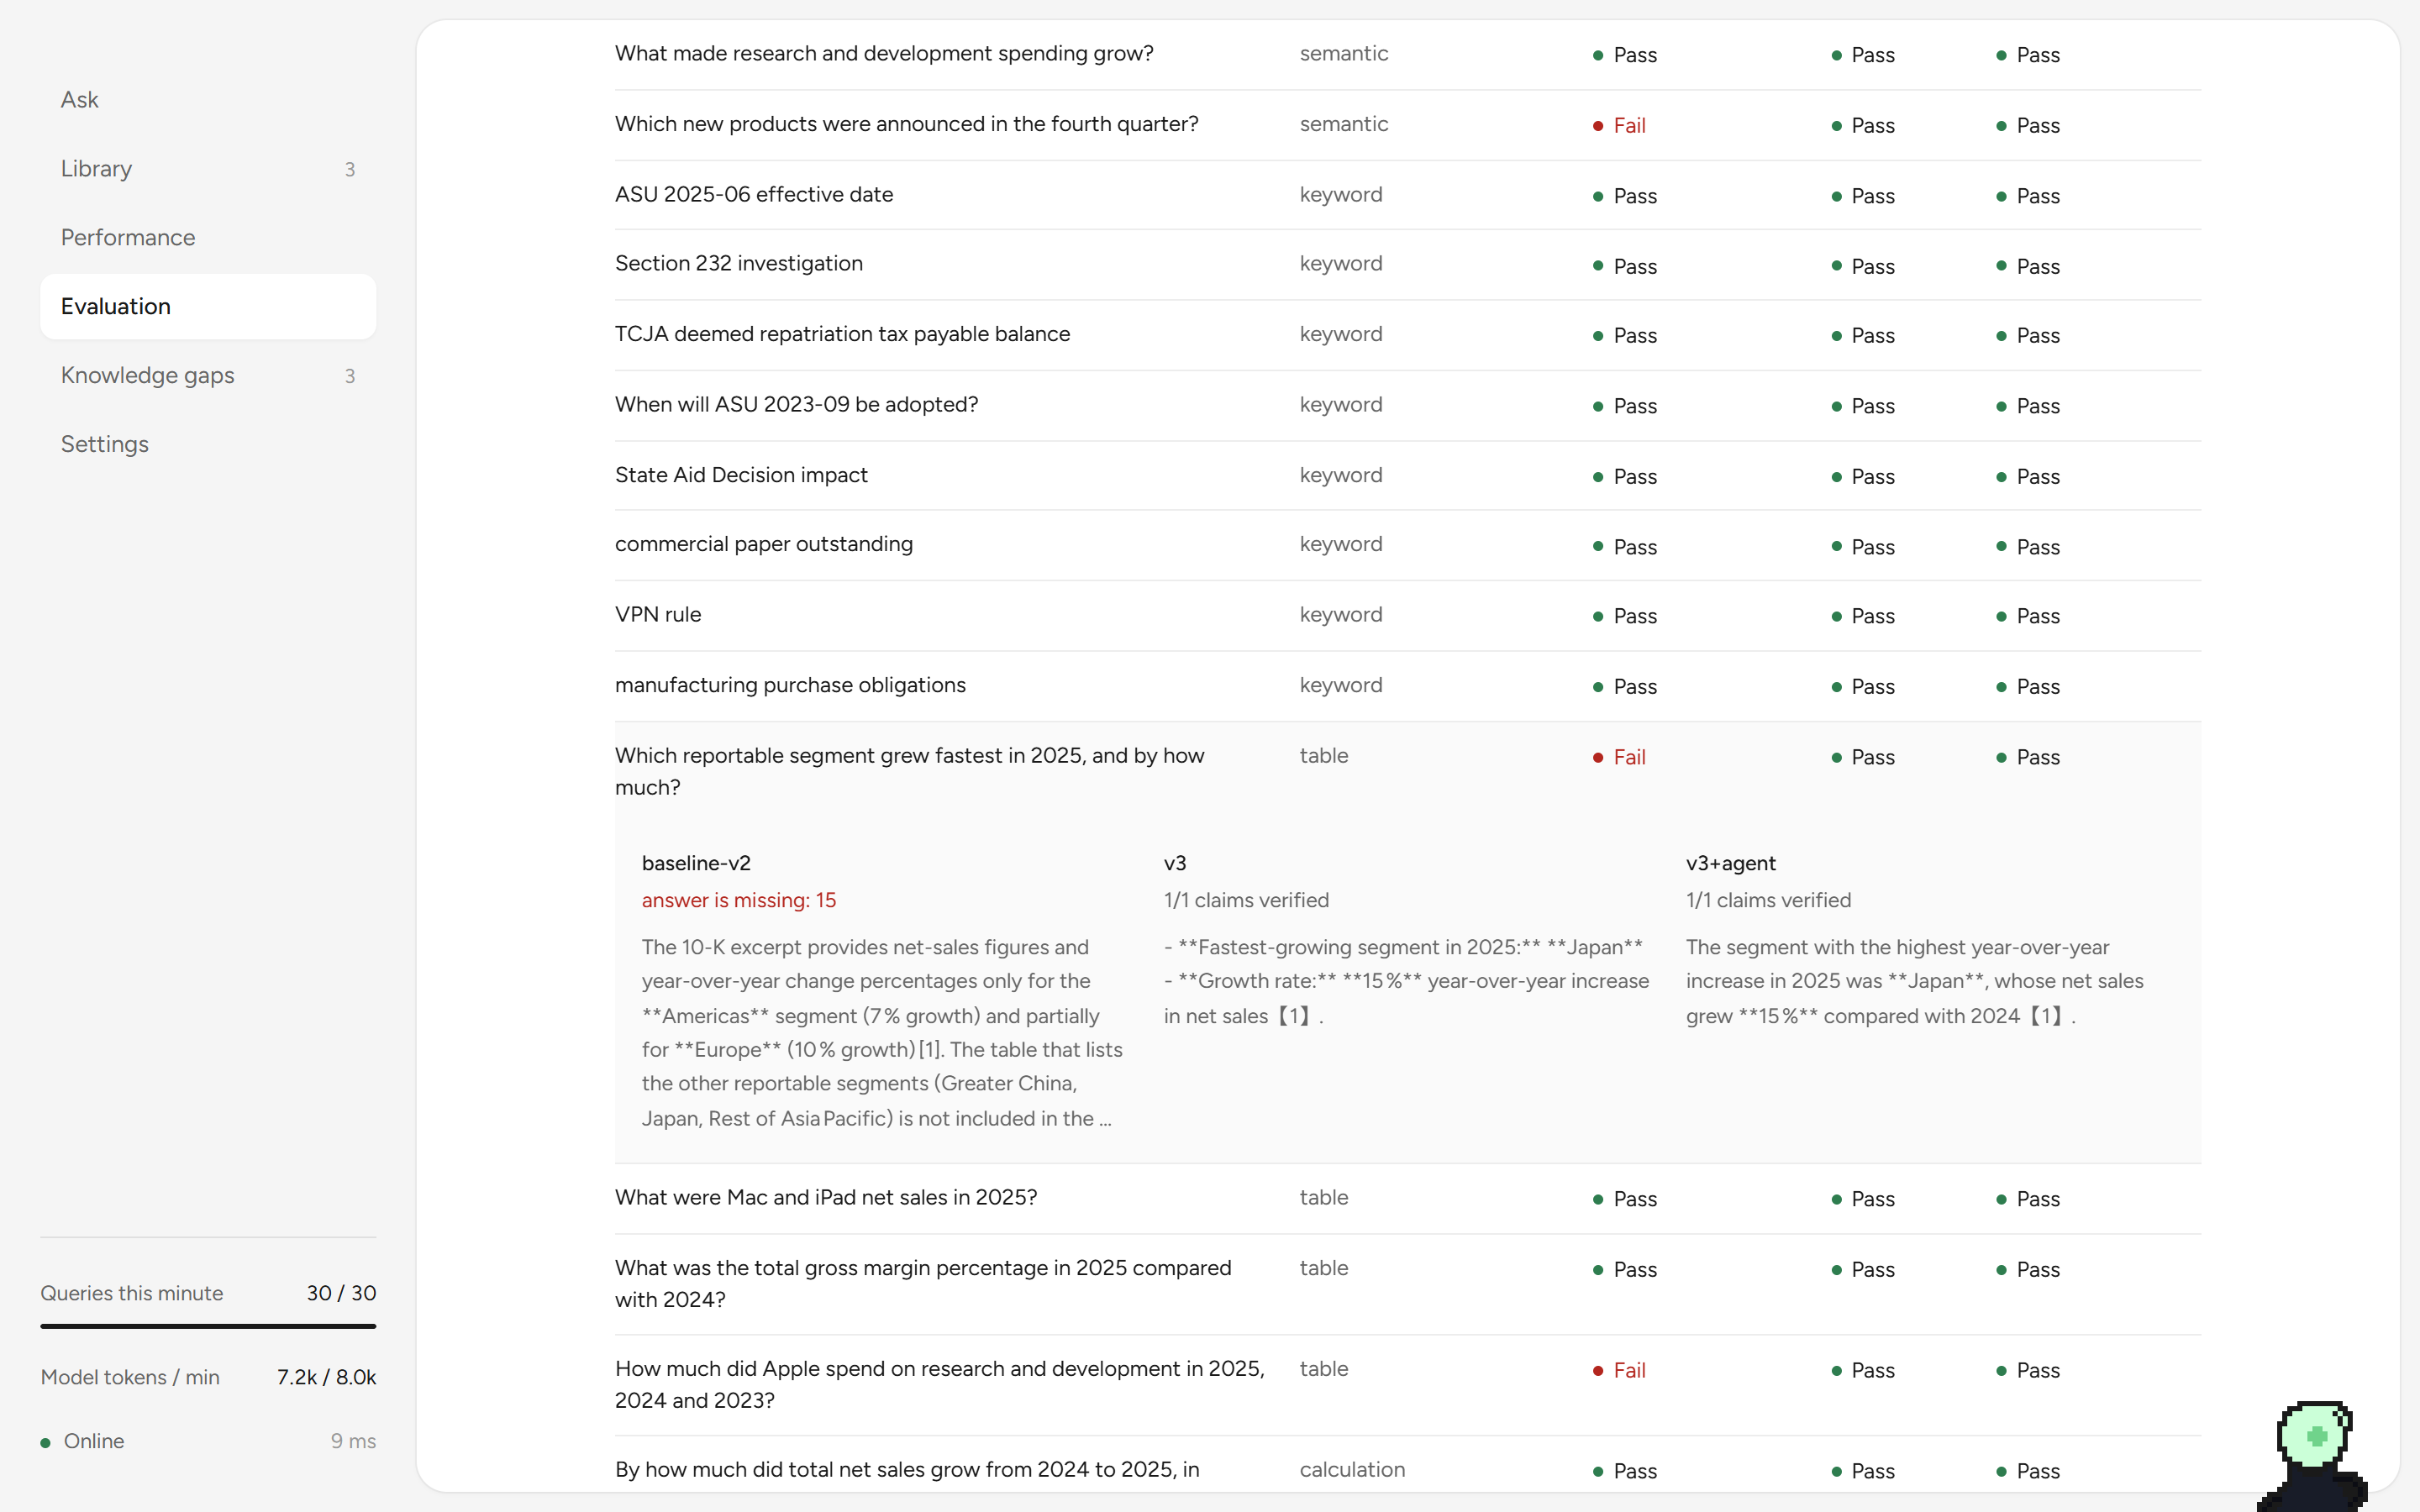 Ask
Library 3
Performance
Evaluation
Knowledge gaps 3
Settings
Queries this minute 30 / 30
Model tokens / min 7.2k / 8.0k
Online 9 ms
What made research and development spending grow? semantic Pass Pass Pass
Which new products were announced in the fourth quarter? semantic Fail Pass Pass
ASU 2025-06 effective date keyword Pass Pass Pass
Section 232 investigation keyword Pass Pass Pass
TCJA deemed repatriation tax payable balance keyword Pass Pass Pass
When will ASU 2023-09 be adopted? keyword Pass Pass Pass
State Aid Decision impact keyword Pass Pass Pass
commercial paper outstanding keyword Pass Pass Pass
VPN rule keyword Pass Pass Pass
manufacturing purchase obligations keyword Pass Pass Pass
Which reportable segment grew fastest in 2025, and by how table Fail Pass Pass
much?
baseline-v2
answer is missing: 15
The 10-K excerpt provides net-sales figures and
year-over-year change percentages only for the
**Americas** segment (7 % growth) and partially
for **Europe** (10 % growth) [1]. The table that lists
the other reportable segments (Greater China,
Japan, Rest of Asia Pacific) is not included in the ...
v3
1/1 claims verified
- **Fastest-growing segment in 2025:** **Japan**
- **Growth rate:** **15 %** year-over-year increase
in net sales【1】.
v3+agent
1/1 claims verified
The segment with the highest year-over-year
increase in 2025 was **Japan**, whose net sales
grew **15 %** compared with 2024【1】.
What were Mac and iPad net sales in 2025? table Pass Pass Pass
What was the total gross margin percentage in 2025 compared table Pass Pass Pass
with 2024?
How much did Apple spend on research and development in 2025, table Fail Pass Pass
2024 and 2023?
By how much did total net sales grow from 2024 to 2025, in calculation Pass Pass Pass